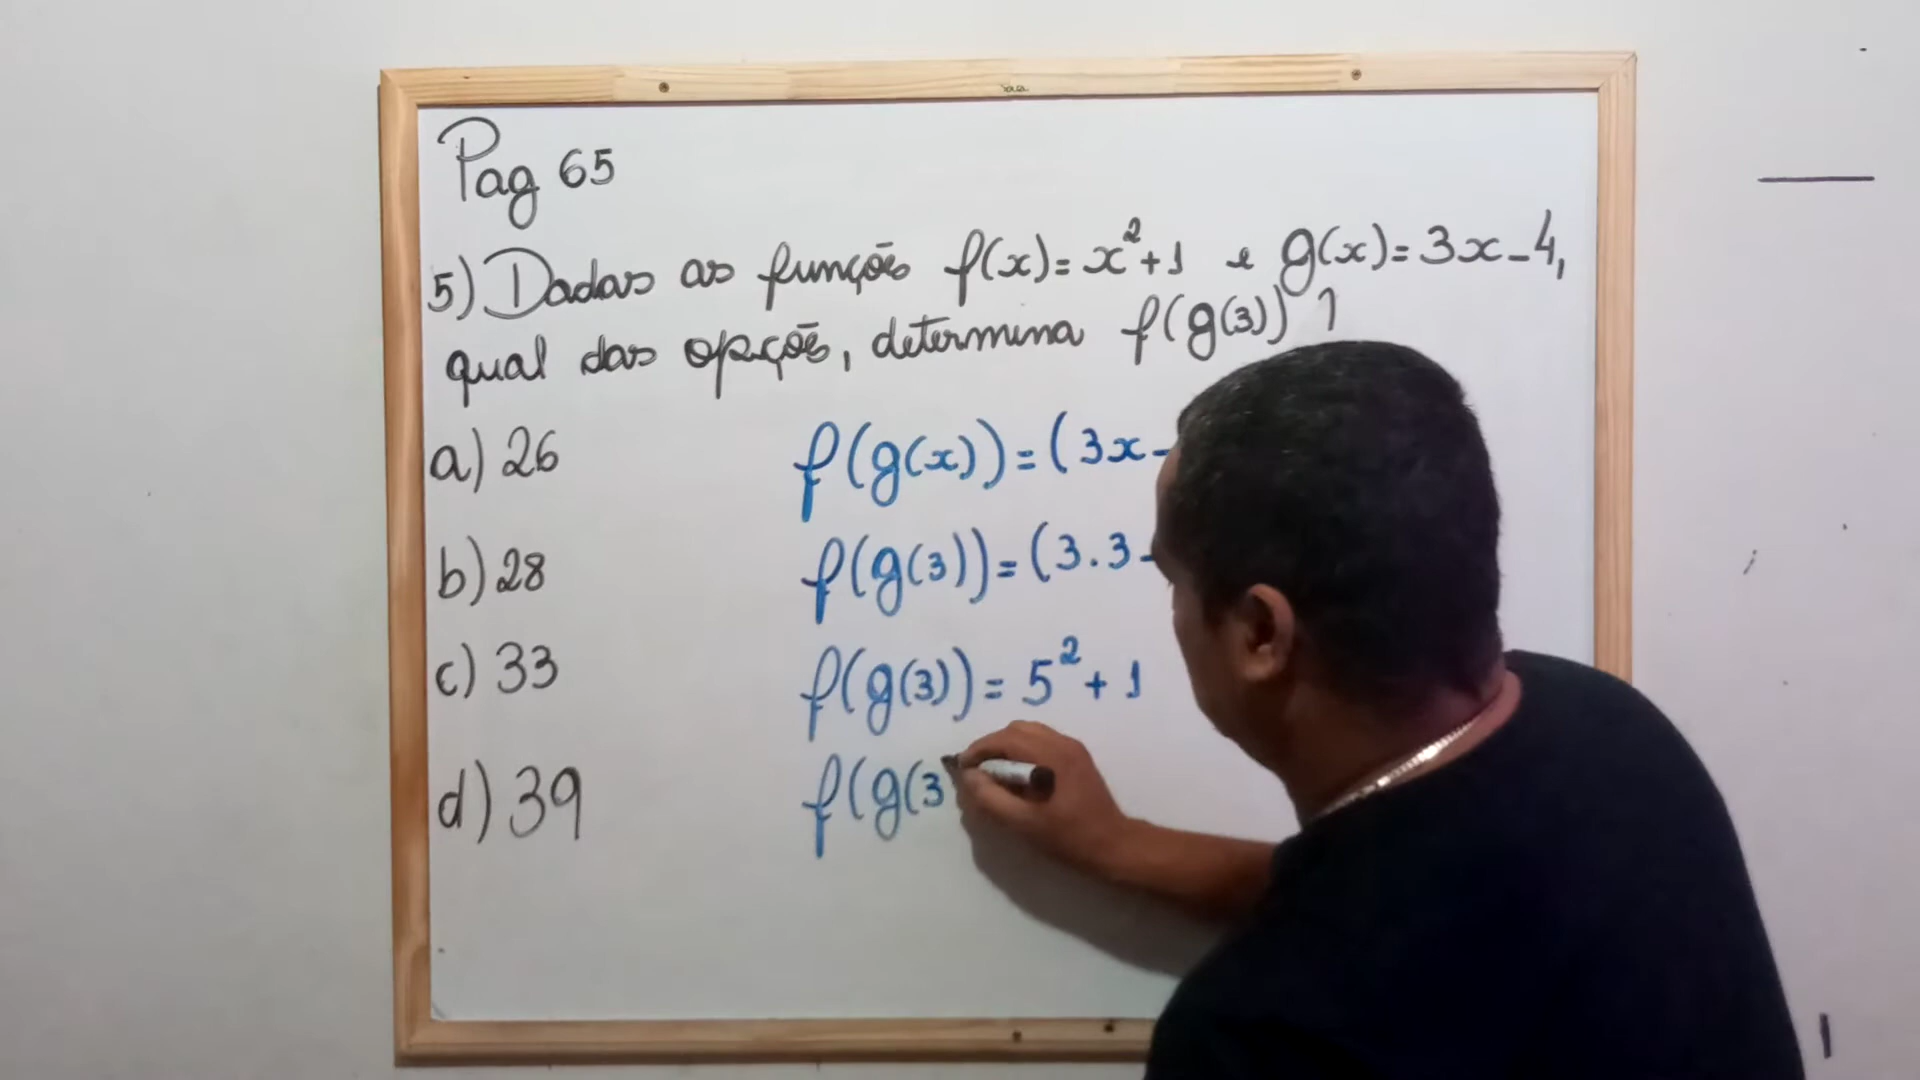 Pag 65
5) Dadas as funções f(x) = x² + 1 e g(x) = 3x - 4,
qual das opções, determina f(g(3)) ?
a) 26
f(g(x)) = (3x -
b) 28
f(g(3)) = (3.3 -
c) 33
f(g(3)) = 5² + 1
d) 39
f(g(3